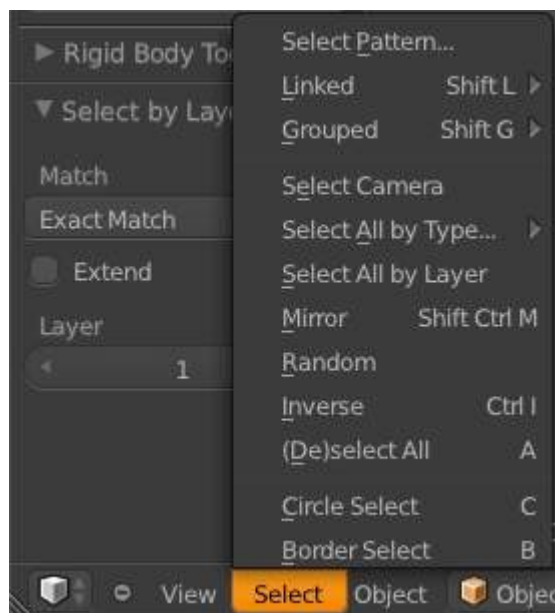 Rigid Body To
Select by Lay
Match
Exact Match
Extend
Layer
1
Select Pattern...
Linked Shift L
Grouped Shift G
Select Camera
Select All by Type...
Select All by Layer
Mirror Shift Ctrl M
Random
Inverse Ctrl I
(De)select All A
Circle Select C
Border Select B
View Select Object Obje